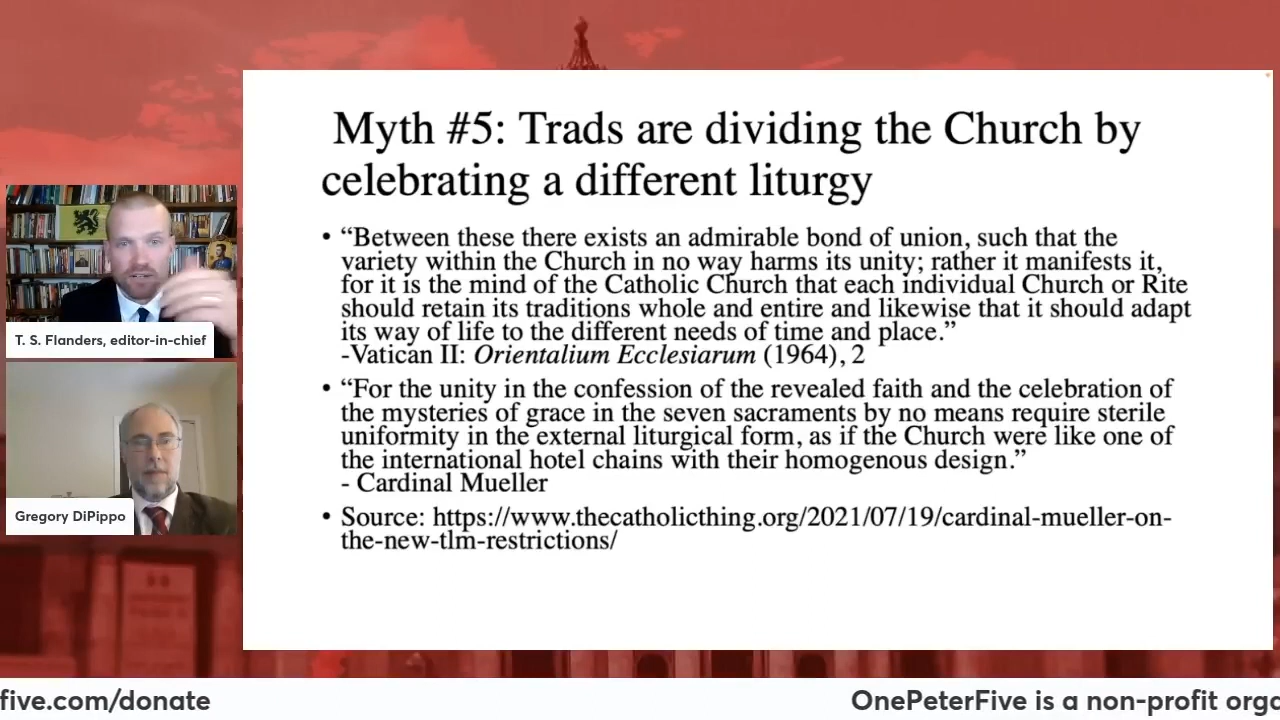 Myth #5: Trads are dividing the Church by
celebrating a different liturgy
• “Between these there exists an admirable bond of union, such that the
variety within the Church in no way harms its unity; rather it manifests it,
for it is the mind of the Catholic Church that each individual Church or Rite
should retain its traditions whole and entire and likewise that it should adapt
its way of life to the different needs of time and place.”
-Vatican II: Orientalium Ecclesiarum (1964), 2
• “For the unity in the confession of the revealed faith and the celebration of
the mysteries of grace in the seven sacraments by no means require sterile
uniformity in the external liturgical form, as if the Church were like one of
the international hotel chains with their homogenous design.”
- Cardinal Mueller
• Source: https://www.thecatholicthing.org/2021/07/19/cardinal-mueller-on-
the-new-tlm-restrictions/
T. S. Flanders, editor-in-chief
Gregory DiPippo
five.com/donate
OnePeterFive is a non-profit orga